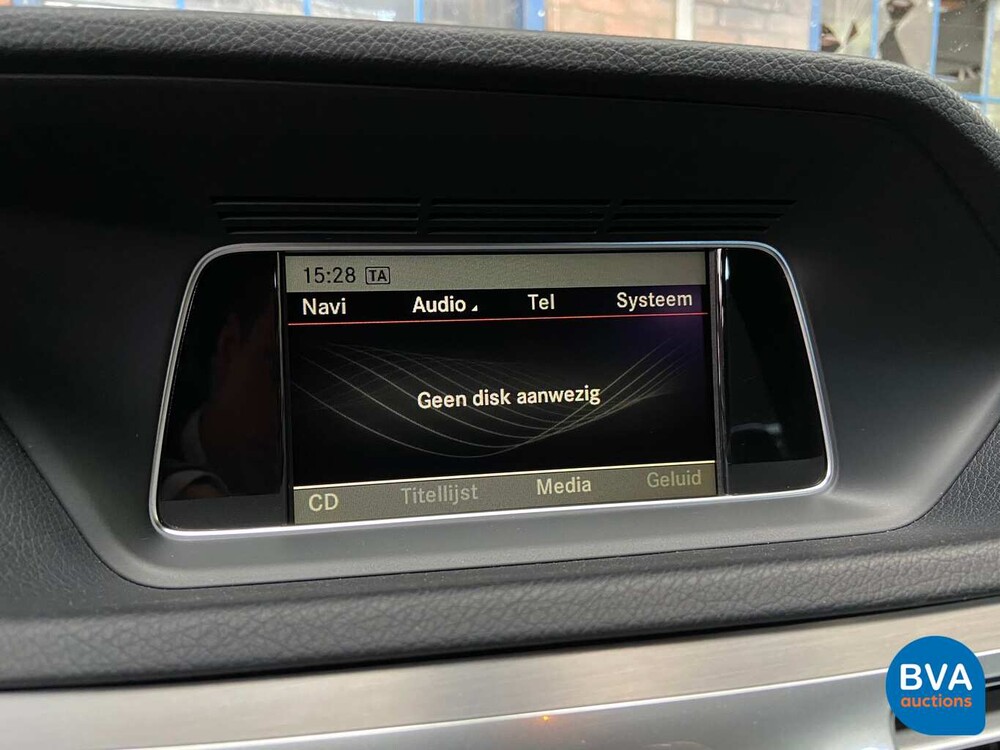 15:28 TA
Navi Audio Tel Systeem
Geen disk aanwezig
CD Titellijst Media Geluid
BVA
auctions